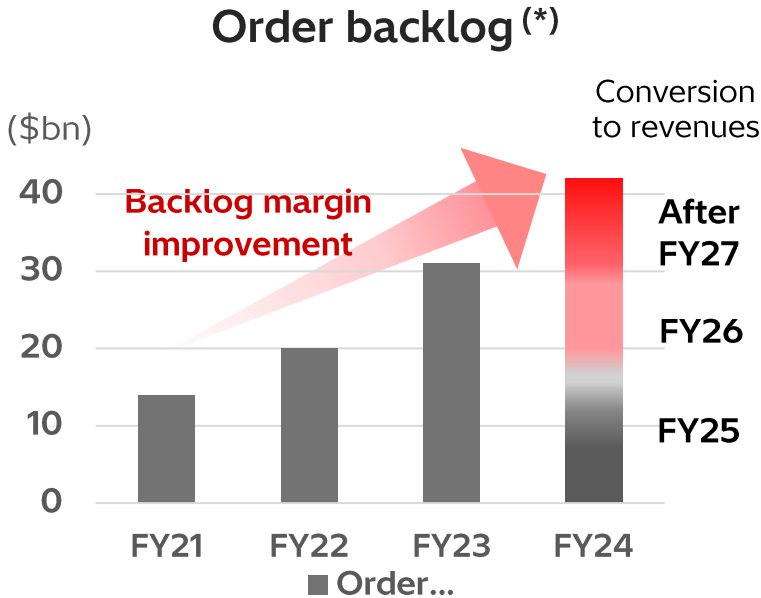 Order backlog (*)
Conversion
to revenues
($bn)
40
Backlog margin
improvement
After
FY27
30
FY26
20
10
FY25
0
FY21 FY22 FY23 FY24
Order...